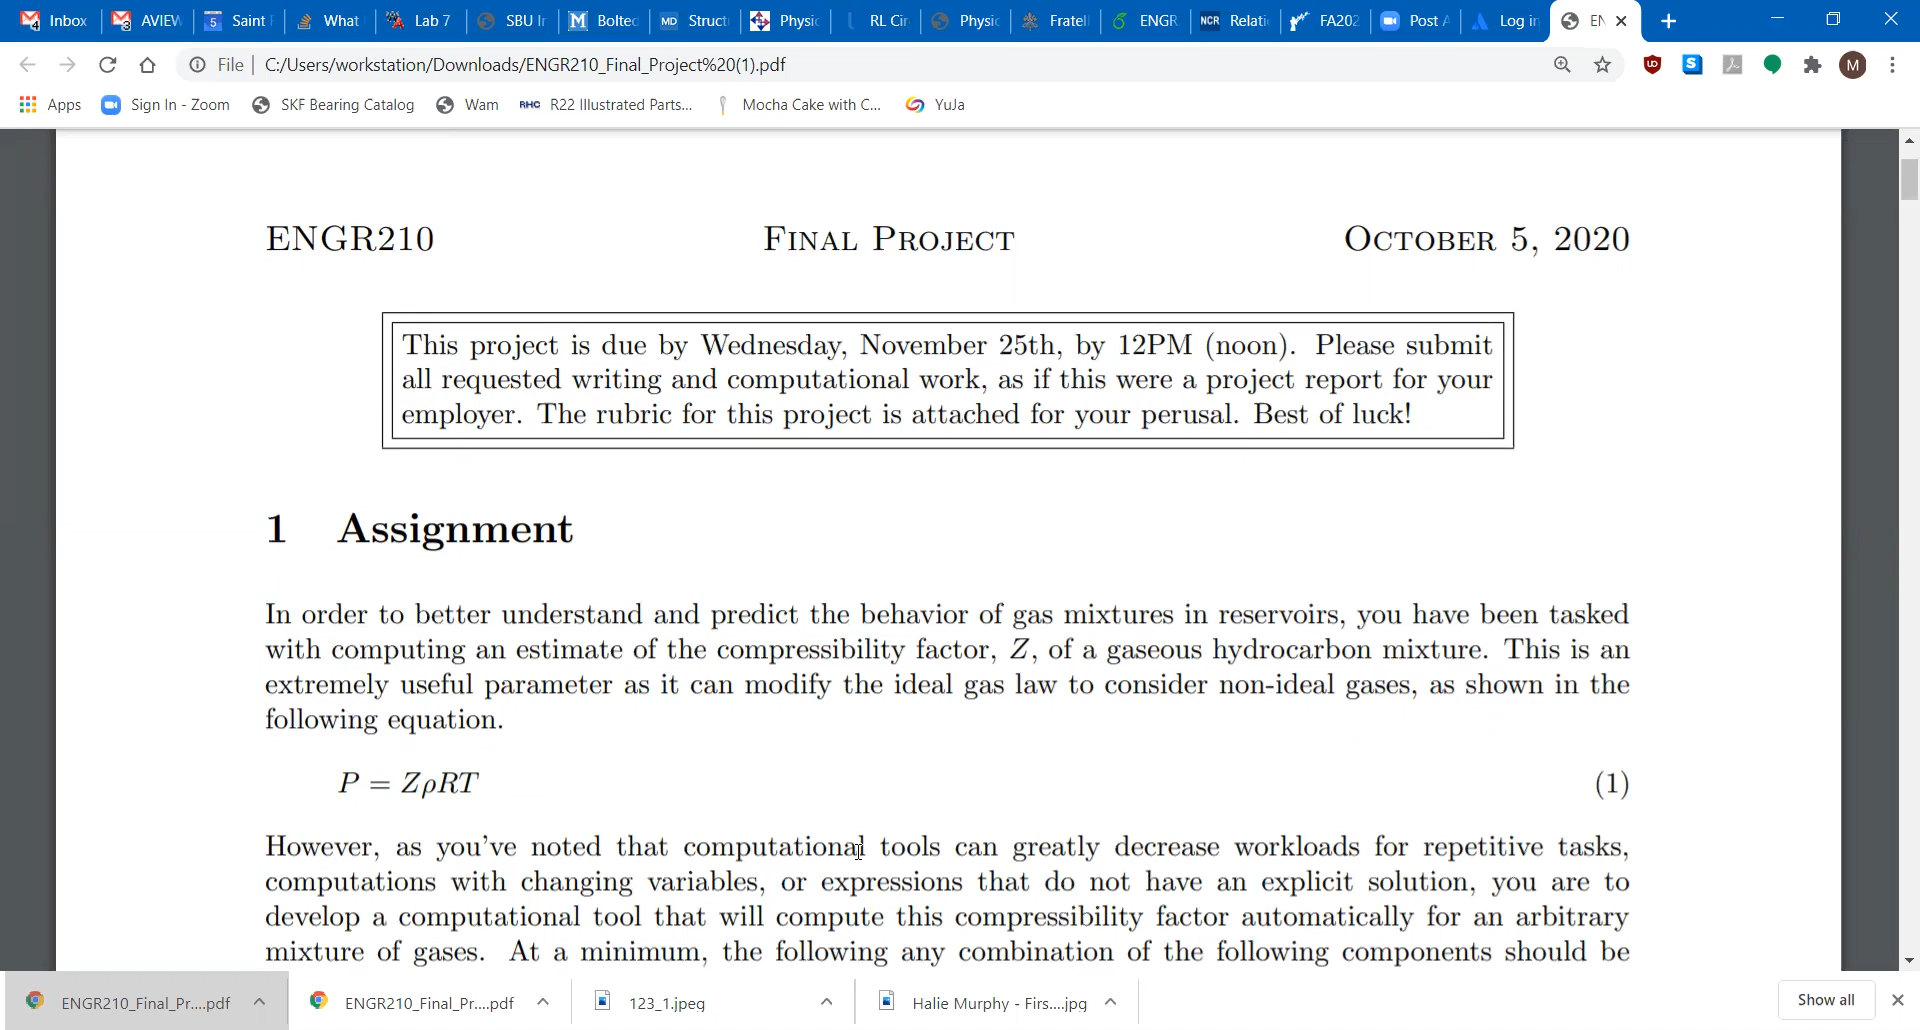 Inbox
AVIEW
Saint
What
Lab 7
SBU In
Bolted
MD Struct
Physic
RL Cir
Physic
Fratell
ENGR
NCR Relati
FA202
Post A
Log in
EN
File | C:/Users/workstation/Downloads/ENGR210_Final_Project%20(1).pdf
Apps
Sign In - Zoom
SKF Bearing Catalog
Wam
RHC R22 Illustrated Parts...
Mocha Cake with C...
YuJa
ENGR210 FINAL PROJECT OCTOBER 5, 2020
This project is due by Wednesday, November 25th, by 12PM (noon). Please submit
all requested writing and computational work, as if this were a project report for your
employer. The rubric for this project is attached for your perusal. Best of luck!
1 Assignment
In order to better understand and predict the behavior of gas mixtures in reservoirs, you have been tasked
with computing an estimate of the compressibility factor, Z, of a gaseous hydrocarbon mixture. This is an
extremely useful parameter as it can modify the ideal gas law to consider non-ideal gases, as shown in the
following equation.
P = ZρRT (1)
However, as you've noted that computational tools can greatly decrease workloads for repetitive tasks,
computations with changing variables, or expressions that do not have an explicit solution, you are to
develop a computational tool that will compute this compressibility factor automatically for an arbitrary
mixture of gases. At a minimum, the following any combination of the following components should be
ENGR210_Final_Pr....pdf
ENGR210_Final_Pr....pdf
123_1.jpeg
Halie Murphy - Firs....jpg
Show all